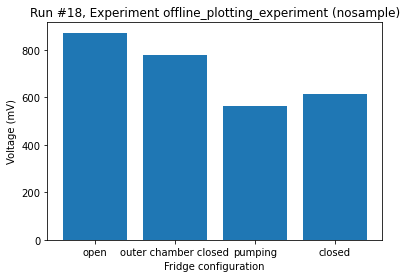 Run #18, Experiment offline_plotting_experiment (nosample)
Voltage (mV)
800
600
400
200
0
open outer chamber closed pumping closed
Fridge configuration